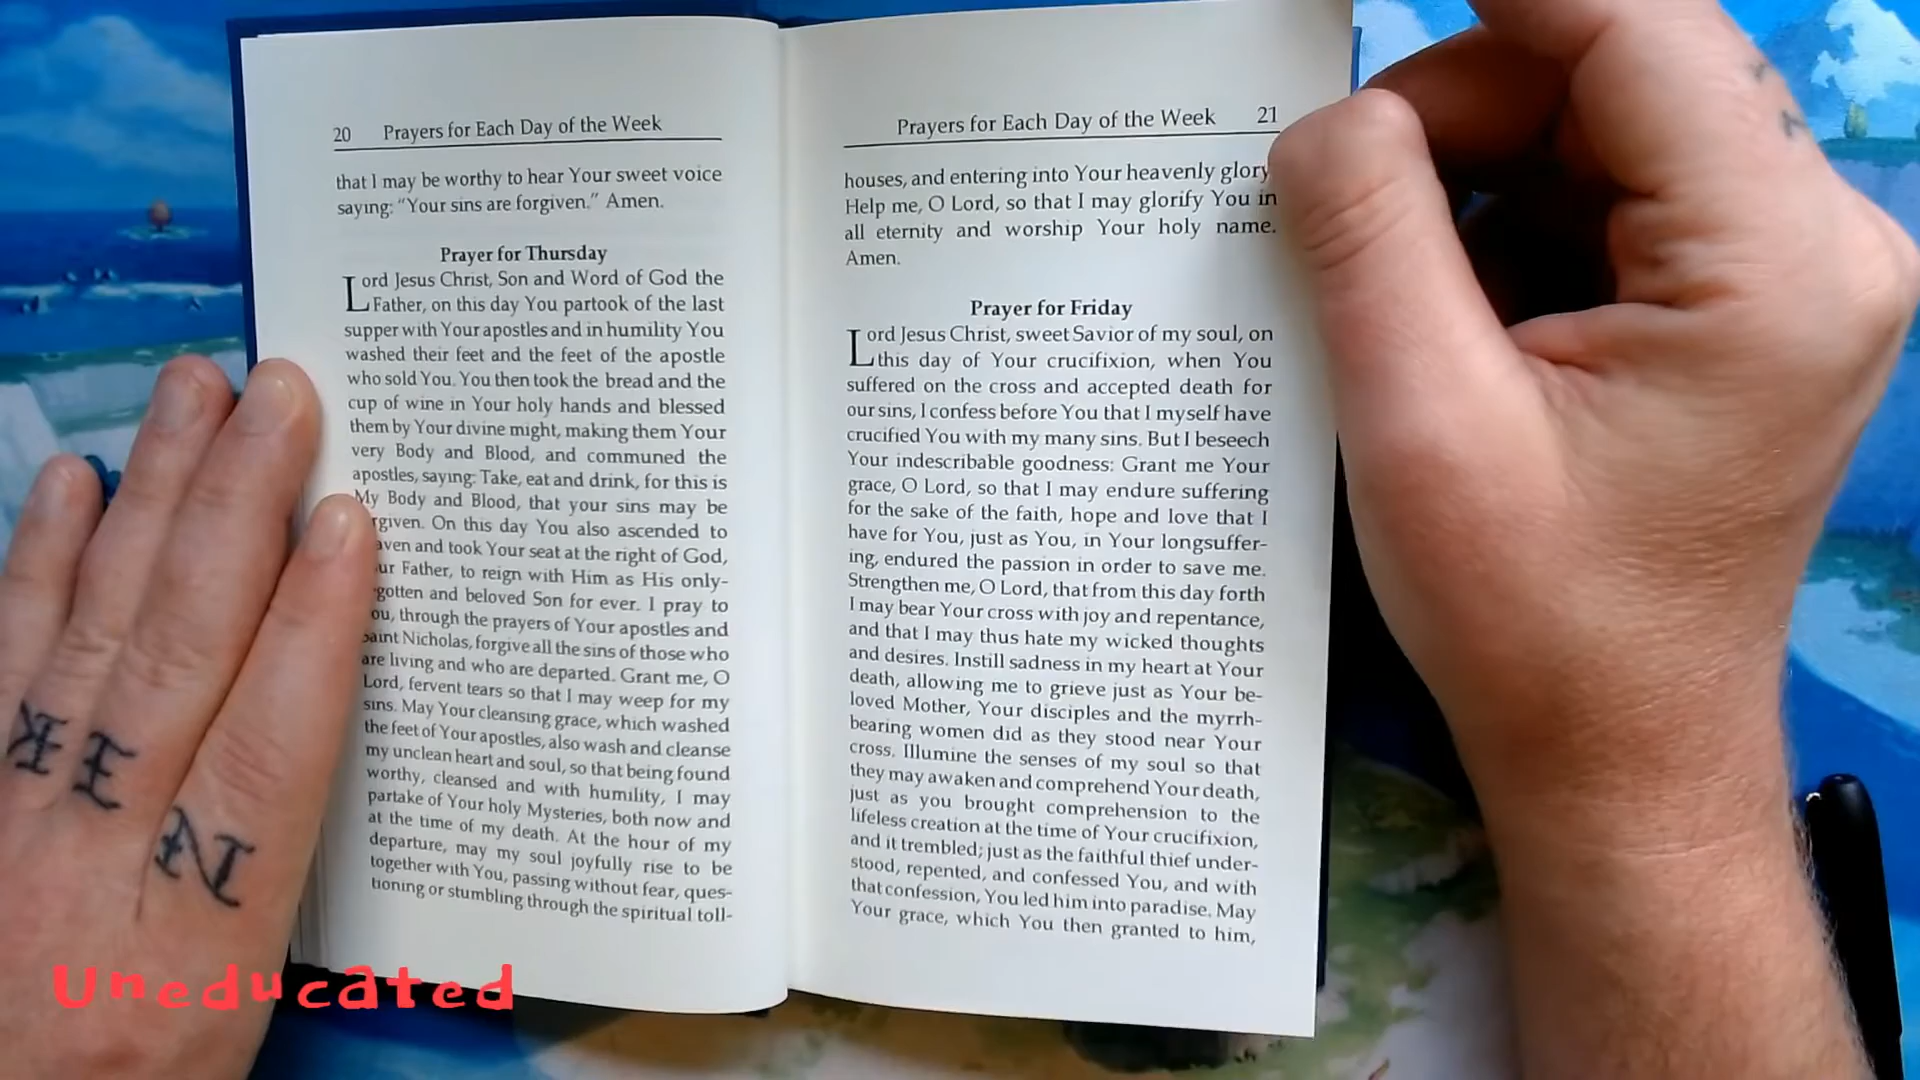 20 Prayers for Each Day of the Week
that I may be worthy to hear Your sweet voice
saying: “Your sins are forgiven.” Amen.
Prayer for Thursday
Lord Jesus Christ, Son and Word of God the
Father, on this day You partook of the last
supper with Your apostles and in humility You
washed their feet and the feet of the apostle
who sold You. You then took the bread and the
cup of wine in Your holy hands and blessed
them by Your divine might, making them Your
very Body and Blood, and communed the
apostles, saying: Take, eat and drink, for this is
My Body and Blood, that your sins may be
rgiven. On this day You also ascended to
aven and took Your seat at the right of God,
ur Father, to reign with Him as His only-
gotten and beloved Son for ever. I pray to
ou, through the prayers of Your apostles and
Saint Nicholas, forgive all the sins of those who
are living and who are departed. Grant me, O
Lord, fervent tears so that I may weep for my
sins. May Your cleansing grace, which washed
the feet of Your apostles, also wash and cleanse
my unclean heart and soul, so that being found
worthy, cleansed and with humility, I may
partake of Your holy Mysteries, both now and
at the time of my death. At the hour of my
departure, may my soul joyfully rise to be
together with You, passing without fear, ques-
tioning or stumbling through the spiritual toll-
Prayers for Each Day of the Week 21
houses, and entering into Your heavenly glory
Help me, O Lord, so that I may glorify You in
all eternity and worship Your holy name.
Amen.
Prayer for Friday
Lord Jesus Christ, sweet Savior of my soul, on
this day of Your crucifixion, when You
suffered on the cross and accepted death for
our sins, I confess before You that I myself have
crucified You with my many sins. But I beseech
Your indescribable goodness: Grant me Your
grace, O Lord, so that I may endure suffering
for the sake of the faith, hope and love that I
have for You, just as You, in Your longsuffer-
ing, endured the passion in order to save me.
Strengthen me, O Lord, that from this day forth
I may bear Your cross with joy and repentance,
and that I may thus hate my wicked thoughts
and desires. Instill sadness in my heart at Your
death, allowing me to grieve just as Your be-
loved Mother, Your disciples and the myrrh-
bearing women did as they stood near Your
cross. Illumine the senses of my soul so that
they may awaken and comprehend Your death,
just as you brought comprehension to the
lifeless creation at the time of Your crucifixion,
and it trembled; just as the faithful thief under-
stood, repented, and confessed You, and with
that confession, You led him into paradise. May
Your grace, which You then granted to him,
Uneducated